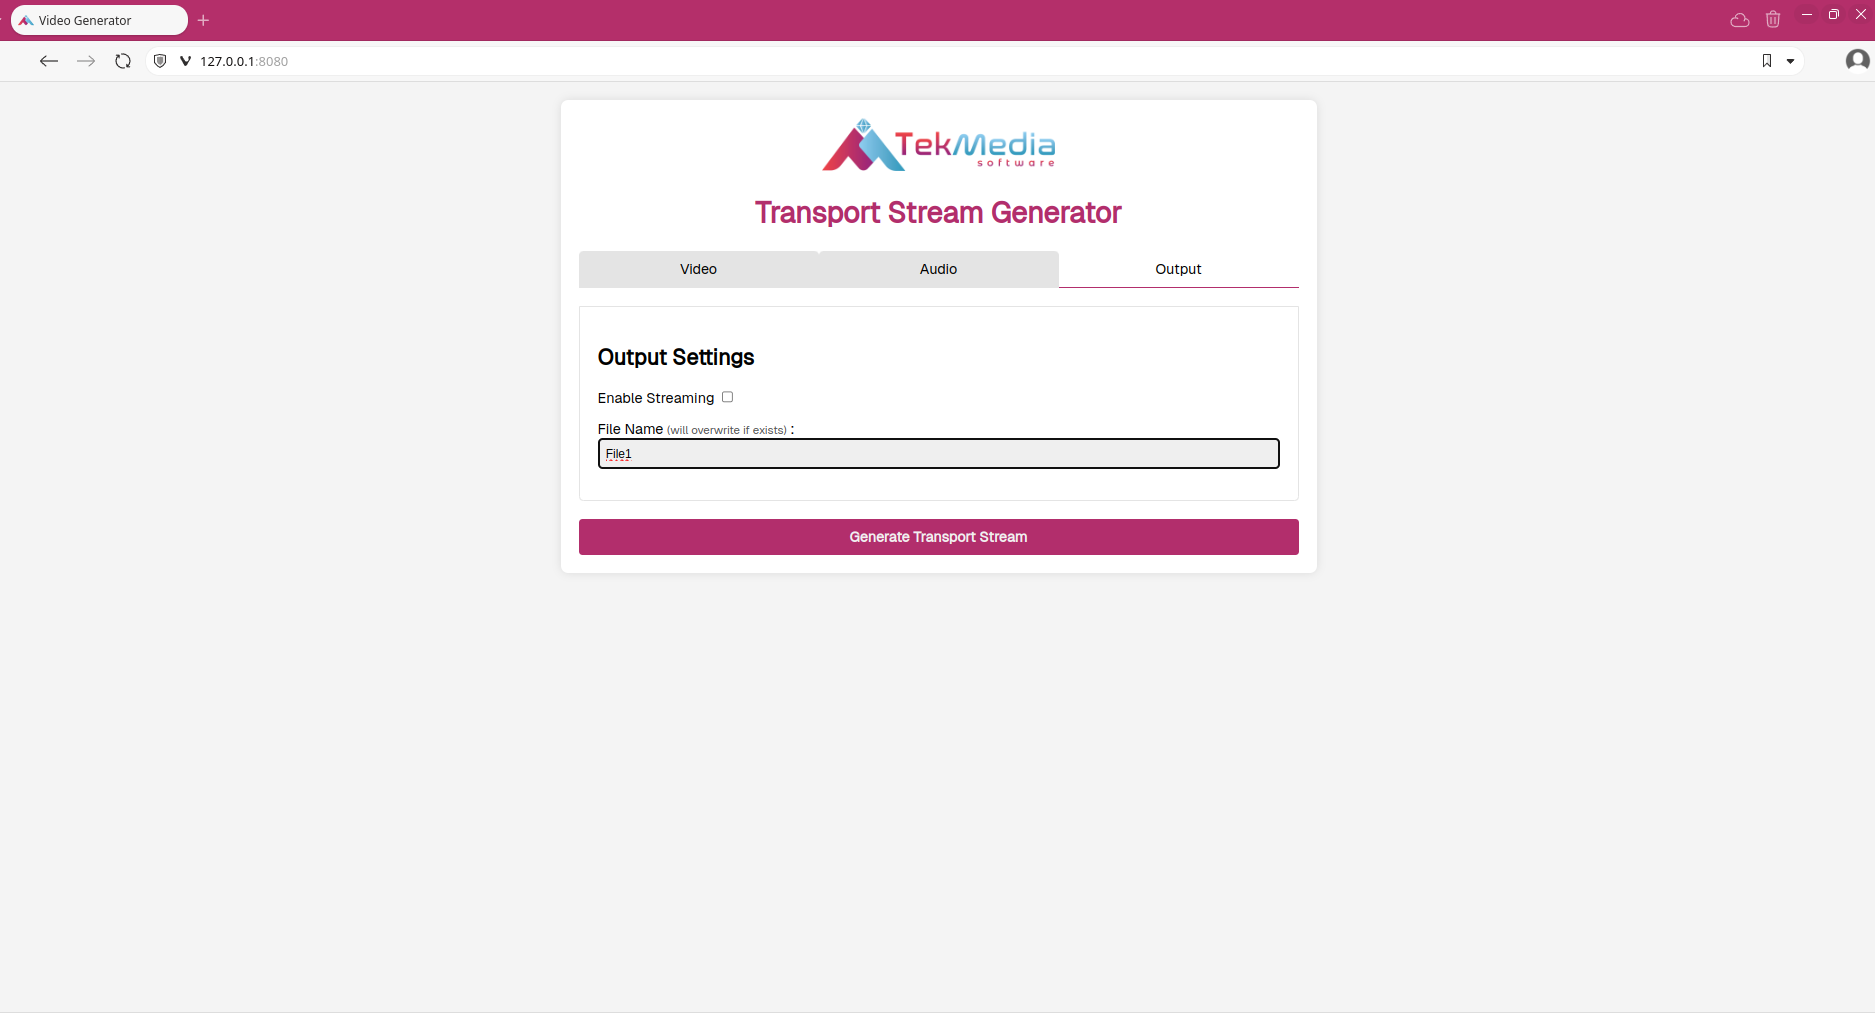 Video Generator
127.0.0.1:8080
TekMedia
software
Transport Stream Generator
Video Audio Output
Output Settings
Enable Streaming
File Name (will overwrite if exists) :
File1
Generate Transport Stream